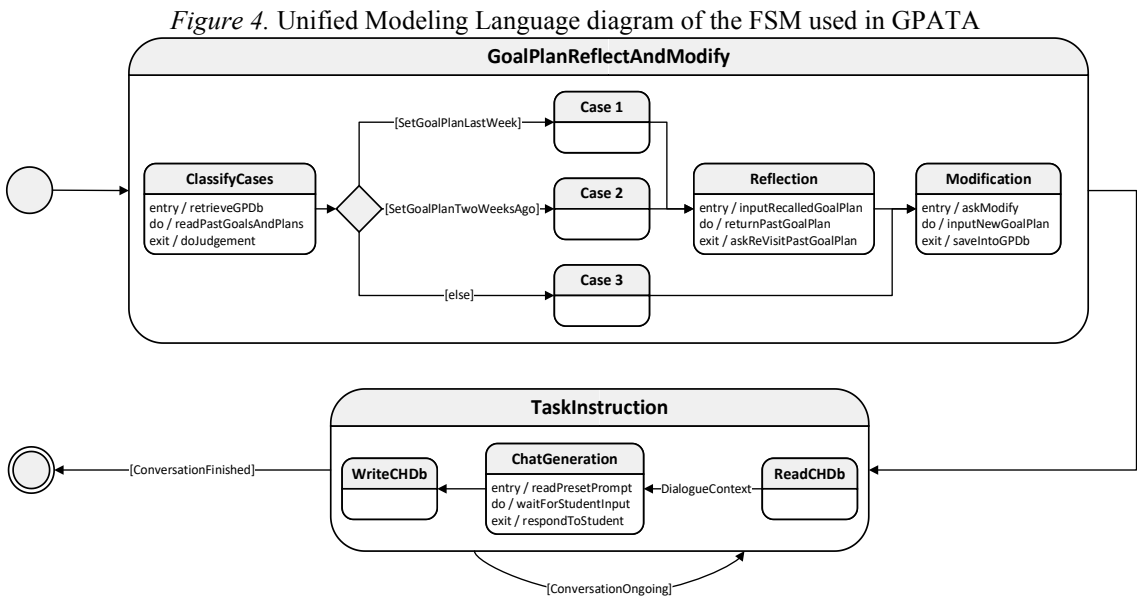 Figure 4. Unified Modeling Language diagram of the FSM used in GPATA
GoalPlanReflectAndModify
Case 1
[SetGoalPlanLastWeek]
ClassifyCases
entry / retrieveGPDb
do / readPastGoalsAndPlans
exit / doJudgement
[SetGoalPlanTwoWeeksAgo]
Case 2
Reflection
entry / inputRecalledGoalPlan
do / returnPastGoalPlan
exit / askReVisitPastGoalPlan
Modification
entry / askModify
do / inputNewGoalPlan
exit / saveIntoGPDb
[else]
Case 3
TaskInstruction
[ConversationFinished]
WriteCHDb
ChatGeneration
entry / readPresetPrompt
do / waitForStudentInput
exit / respondToStudent
DialogueContext
ReadCHDb
[ConversationOngoing]